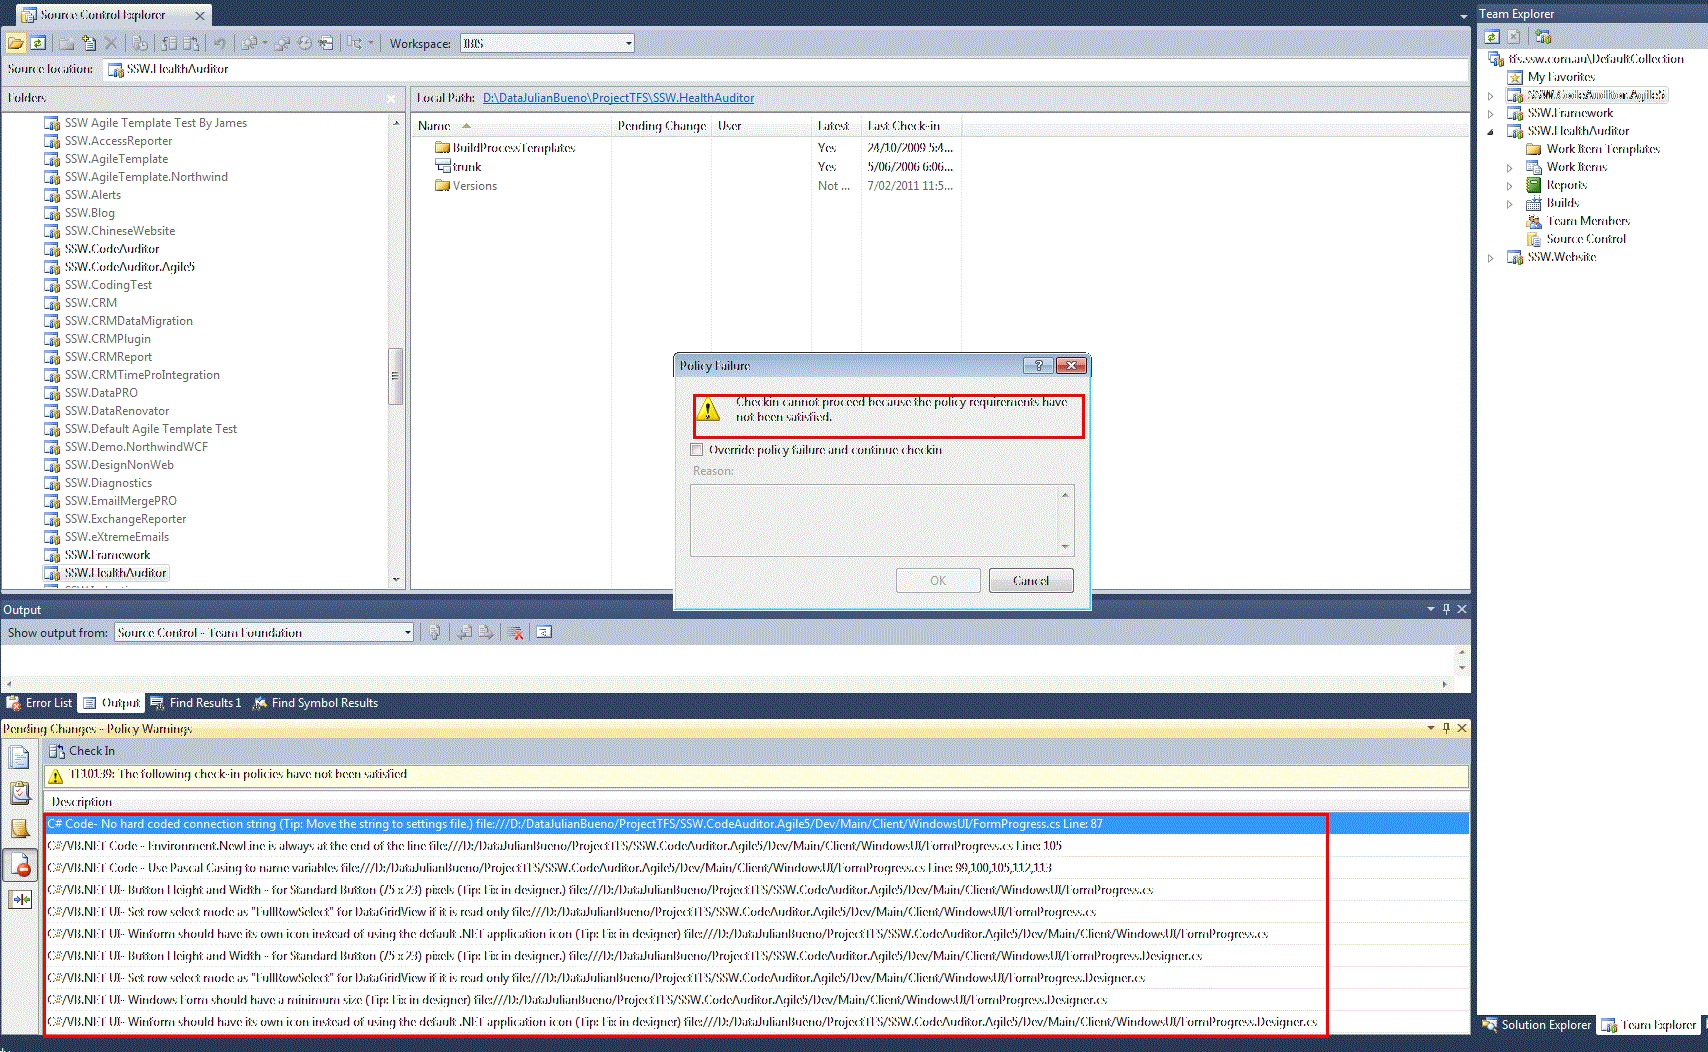 Source Control Explorer
Workspace: IBIS
Source location: SSW.HealthAuditor
Folders
SSW Agile Template Test By James
SSW.AccessReporter
SSW.AgileTemplate
SSW.AgileTemplate.Northwind
SSW.Alerts
SSW.Blog
SSW.ChineseWebsite
SSW.CodeAuditor
SSW.CodeAuditor.Agile5
SSW.CodingTest
SSW.CRM
SSW.CRMDataMigration
SSW.CRMPlugin
SSW.CRMReport
SSW.CRMTimeProIntegration
SSW.DataPRO
SSW.DataRenovator
SSW.Default Agile Template Test
SSW.Demo.NorthwindWCF
SSW.DesignNonWeb
SSW.Diagnostics
SSW.EmailMergePRO
SSW.ExchangeReporter
SSW.eXtremeEmails
SSW.Framework
SSW.HealthAuditor
Local Path: D:\DataJulianBueno\ProjectTFS\SSW.HealthAuditor
Name Pending Change User Latest Last Check-in
BuildProcessTemplates Yes 24/10/2009 5:4...
trunk Yes 5/06/2006 6:06...
Versions Not ... 7/02/2011 11:5...
Policy Failure
Checkin cannot proceed because the policy requirements have
not been satisfied.
Override policy failure and continue checkin
Reason:
OK Cancel
Team Explorer
tfs.ssw.com.au\DefaultCollection
My Favorites
SSW.CodeAuditor.Agile5
SSW.Framework
SSW.HealthAuditor
Work Item Templates
Work Items
Reports
Builds
Team Members
Source Control
SSW.Website
Output
Show output from: Source Control - Team Foundation
Error List Output Find Results 1 Find Symbol Results
Pending Changes - Policy Warnings
Check In
TF10139: The following check-in policies have not been satisfied
Description
C# Code- No hard coded connection string (Tip: Move the string to settings file.) file:///D:/DataJulianBueno/ProjectTFS/SSW.CodeAuditor.Agile5/Dev/Main/Client/WindowsUI/FormProgress.cs Line: 87
C#/VB.NET Code - Environment.NewLine is always at the end of the line file:///D:/DataJulianBueno/ProjectTFS/SSW.CodeAuditor.Agile5/Dev/Main/Client/WindowsUI/FormProgress.cs Line: 105
C#/VB.NET Code - Use Pascal Casing to name variables file:///D:/DataJulianBueno/ProjectTFS/SSW.CodeAuditor.Agile5/Dev/Main/Client/WindowsUI/FormProgress.cs Line: 99,100,105,112,113
C#/VB.NET UI- Button Height and Width - for Standard Button (75 x 23) pixels (Tip: Fix in designer.) file:///D:/DataJulianBueno/ProjectTFS/SSW.CodeAuditor.Agile5/Dev/Main/Client/WindowsUI/FormProgress.cs
C#/VB.NET UI- Set row select mode as "FullRowSelect" for DataGridView if it is read only file:///D:/DataJulianBueno/ProjectTFS/SSW.CodeAuditor.Agile5/Dev/Main/Client/WindowsUI/FormProgress.cs
C#/VB.NET UI- Winform should have its own icon instead of using the default .NET application icon (Tip: Fix in designer) file:///D:/DataJulianBueno/ProjectTFS/SSW.CodeAuditor.Agile5/Dev/Main/Client/WindowsUI/FormProgress.cs
C#/VB.NET UI- Button Height and Width - for Standard Button (75 x 23) pixels (Tip: Fix in designer.) file:///D:/DataJulianBueno/ProjectTFS/SSW.CodeAuditor.Agile5/Dev/Main/Client/WindowsUI/FormProgress.Designer.cs
C#/VB.NET UI- Set row select mode as "FullRowSelect" for DataGridView if it is read only file:///D:/DataJulianBueno/ProjectTFS/SSW.CodeAuditor.Agile5/Dev/Main/Client/WindowsUI/FormProgress.Designer.cs
C#/VB.NET UI- Windows Form should have a minimum size (Tip: Fix in designer) file:///D:/DataJulianBueno/ProjectTFS/SSW.CodeAuditor.Agile5/Dev/Main/Client/WindowsUI/FormProgress.Designer.cs
C#/VB.NET UI- Winform should have its own icon instead of using the default .NET application icon (Tip: Fix in designer) file:///D:/DataJulianBueno/ProjectTFS/SSW.CodeAuditor.Agile5/Dev/Main/Client/WindowsUI/FormProgress.Designer.cs
Solution Explorer Team Explorer